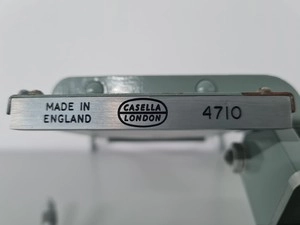 MADE IN
ENGLAND
CASELLA
LONDON
4710